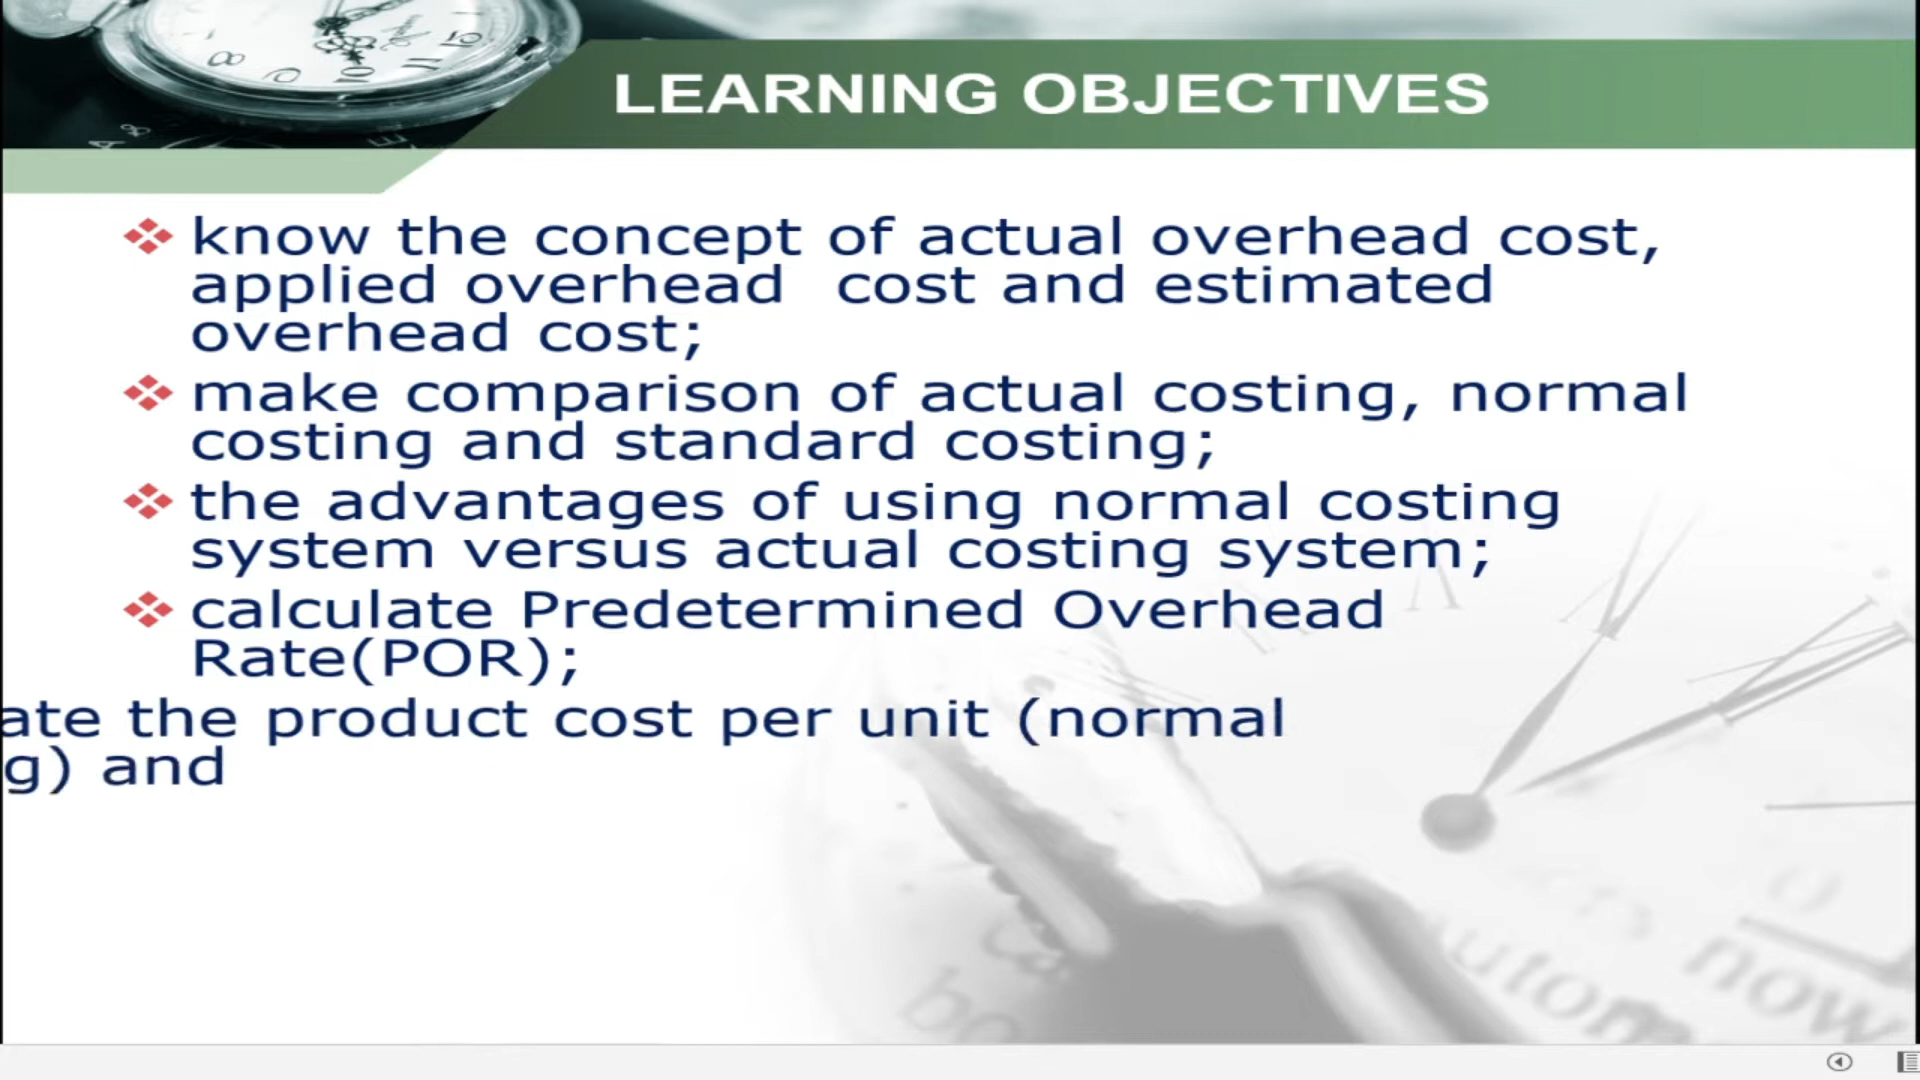 LEARNING OBJECTIVES
know the concept of actual overhead cost,
applied overhead cost and estimated
overhead cost;
make comparison of actual costing, normal
costing and standard costing;
the advantages of using normal costing
system versus actual costing system;
calculate Predetermined Overhead
Rate(POR);
ate the product cost per unit (normal
g) and
now